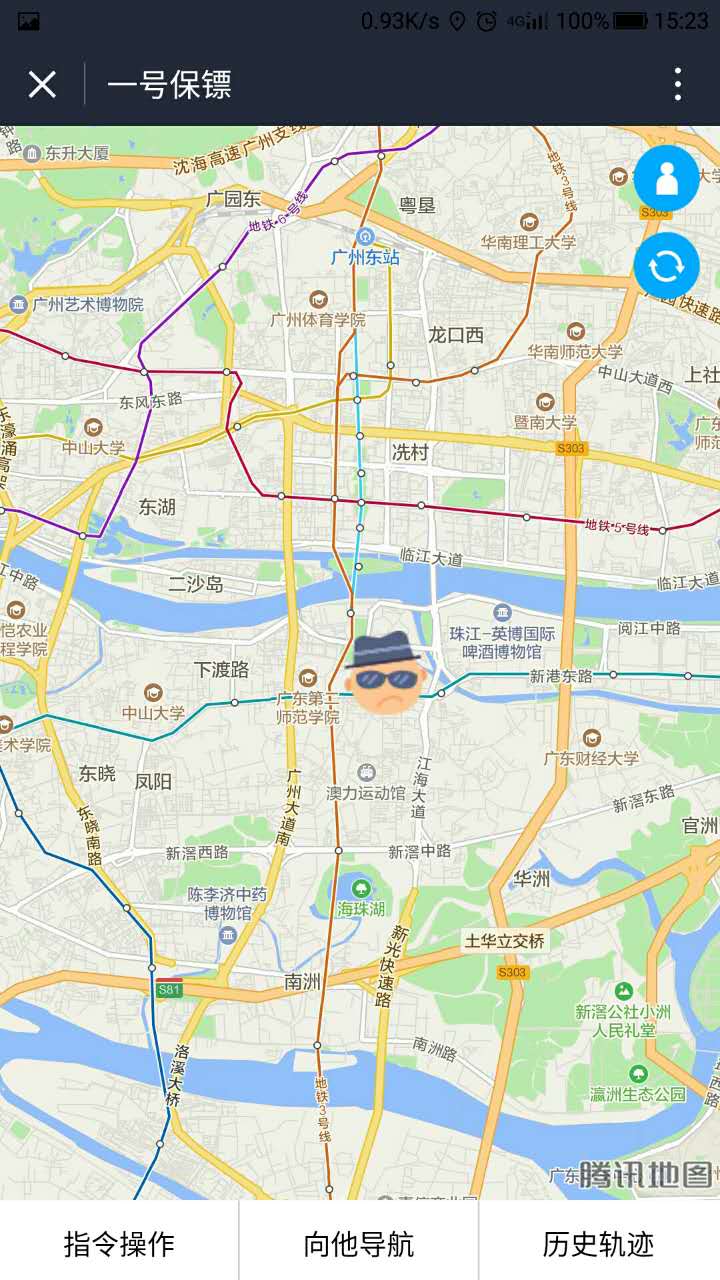 0.93K/s 4G 100% 15:23
一号保镖
东升大厦
沈海高速广州支线
地铁3号线
广园东
地铁6号线
粤垦
S303
华南理工大学
广州东站
广州艺术博物院
广州体育学院
龙口西
华南师范大学
中山大道西
上社
东风东路
暨南大学
中山大学
冼村
S303
东湖
地铁5号线
临江大道
二沙岛
临江大道
珠江-英博国际
啤酒博物馆
阅江中路
下渡路
新港东路
中山大学
广东第二
师范学院
广东财经大学
东晓
凤阳
澳力运动馆
江海大道
广州大道南
东晓南路
新滘东路
官洲
新滘西路
新滘中路
陈李济中药
博物馆
海珠湖
华洲
新光快速路
土华立交桥
南洲
S303
S81
新滘公社小洲
人民礼堂
洛溪大桥
南洲路
瀛洲生态公园
地铁3号线
腾讯地图
指令操作
向他导航
历史轨迹